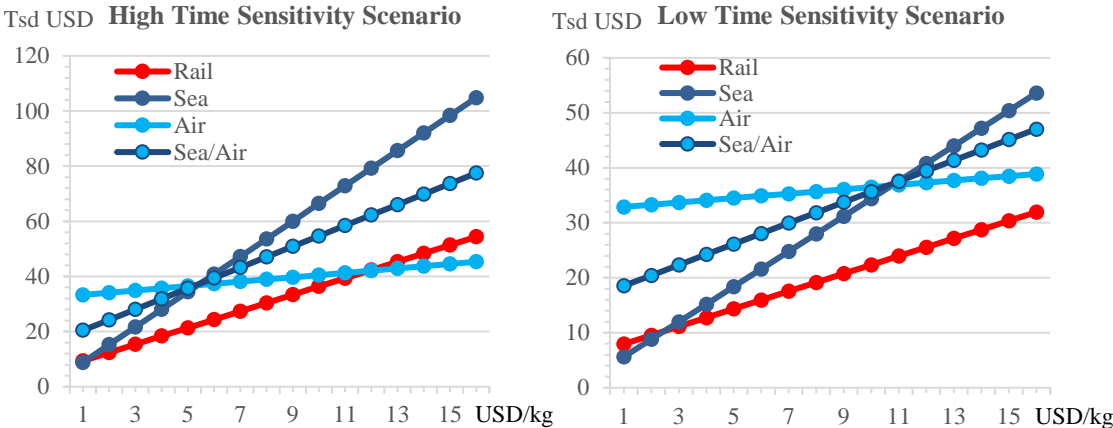 Tsd USD High Time Sensitivity Scenario
120
100
80
60
40
20
0
Rail
Sea
Air
Sea/Air
1 3 5 7 9 11 13 15 USD/kg
Tsd USD Low Time Sensitivity Scenario
60
50
40
30
20
10
0
Rail
Sea
Air
Sea/Air
1 3 5 7 9 11 13 15 USD/kg